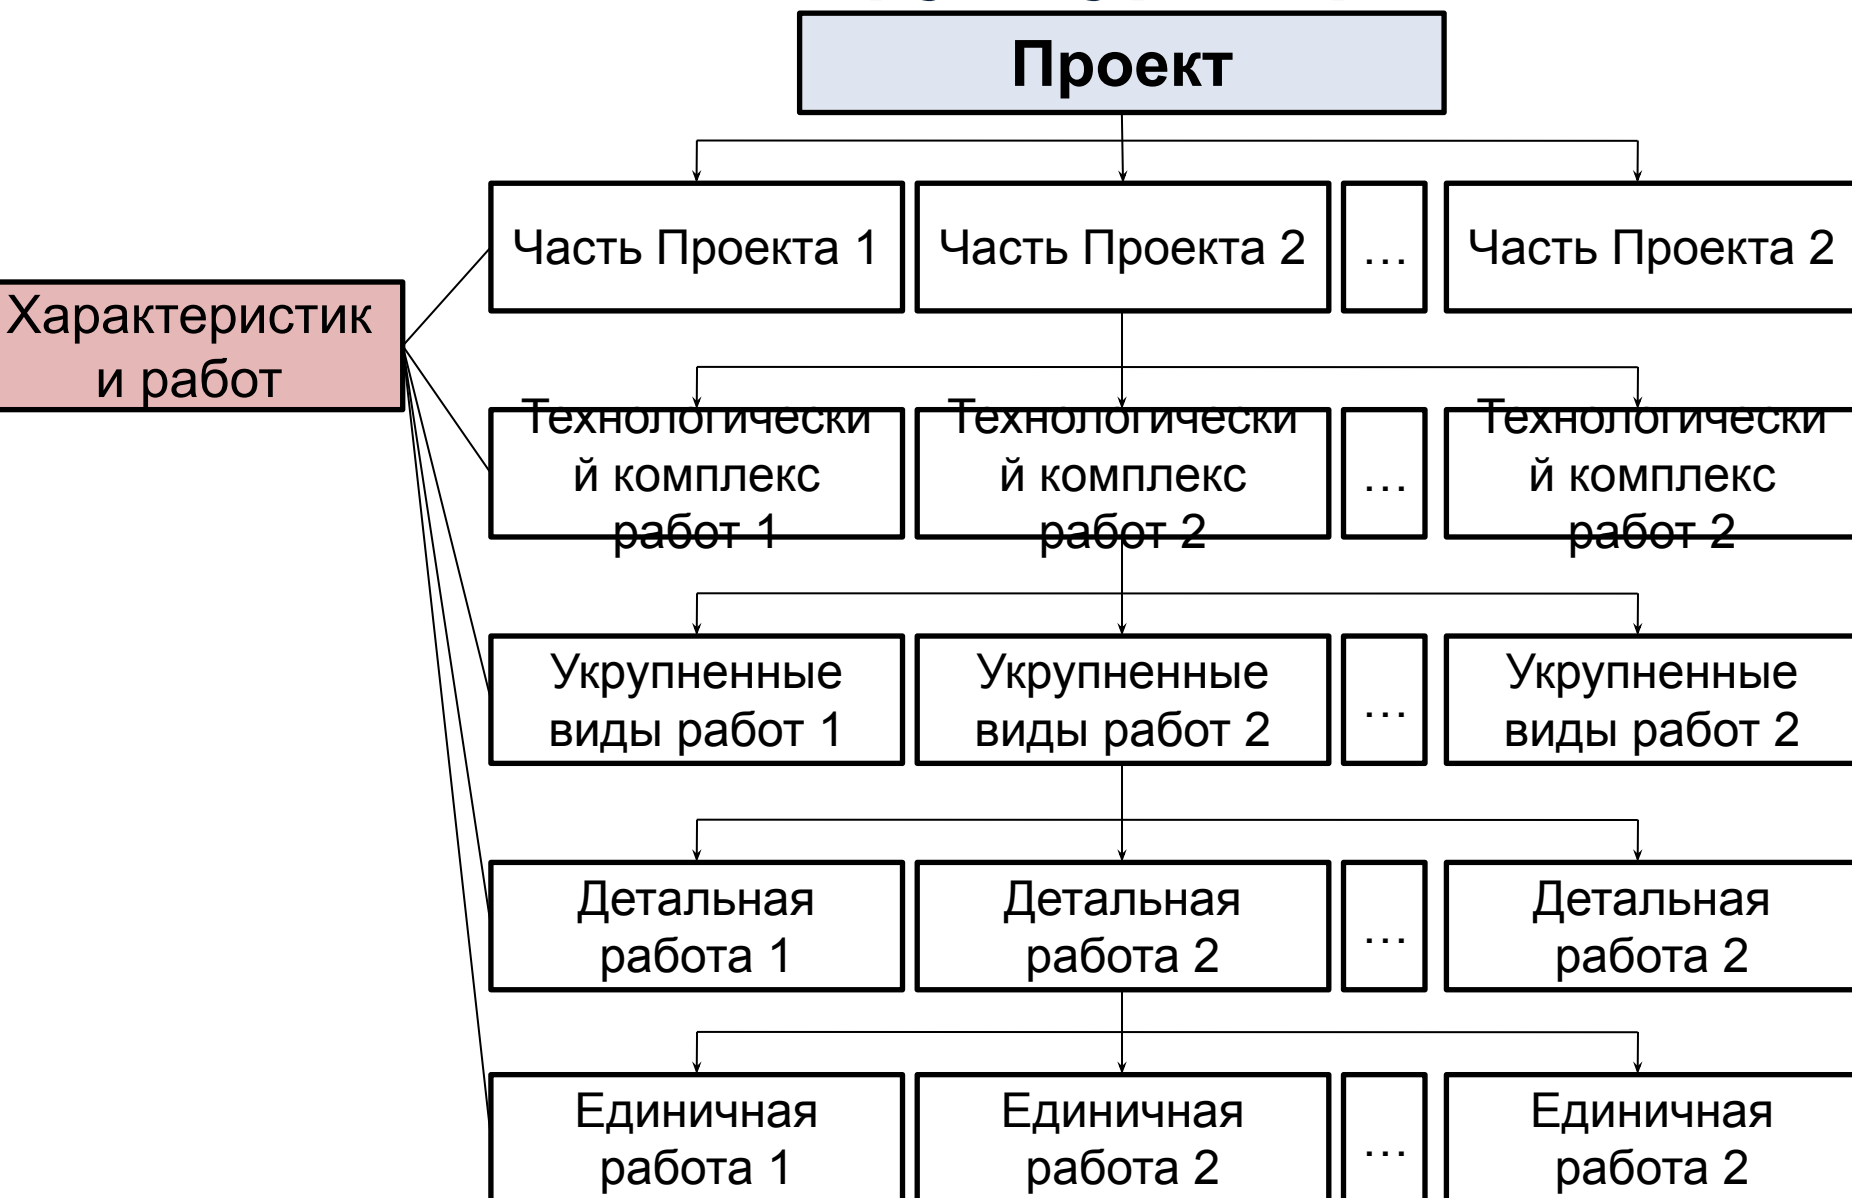 Проект
Часть Проекта 1
Часть Проекта 2
...
Часть Проекта 2
Характеристик
и работ
Технологически
й комплекс
работ 1
Технологически
й комплекс
работ 2
...
Технологически
й комплекс
работ 2
Укрупненные
виды работ 1
Укрупненные
виды работ 2
...
Укрупненные
виды работ 2
Детальная
работа 1
Детальная
работа 2
...
Детальная
работа 2
Единичная
работа 1
Единичная
работа 2
...
Единичная
работа 2